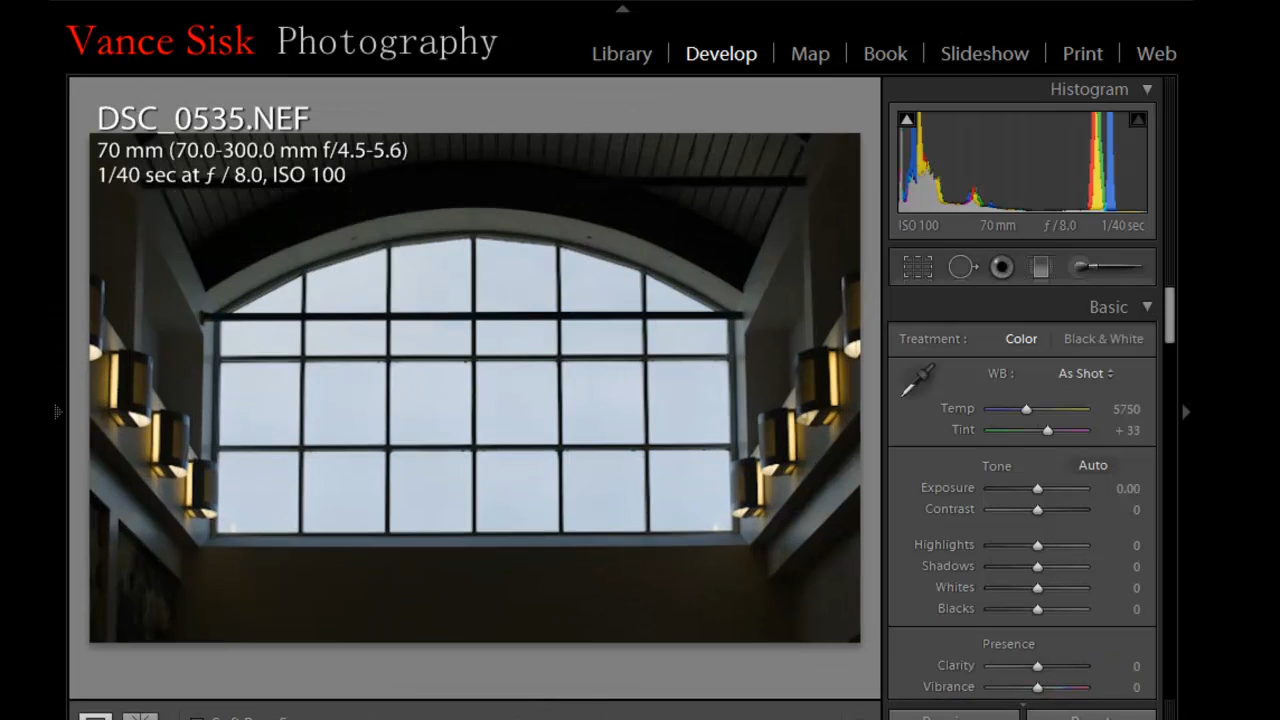 Vance Sisk Photography
Library | Develop | Map | Book | Slideshow | Print | Web
DSC_0535.NEF
70 mm (70.0-300.0 mm f/4.5-5.6)
1/40 sec at ƒ / 8.0, ISO 100
Histogram
ISO 100 70 mm ƒ / 8.0 1/40 sec
Basic
Treatment : Color Black & White
WB : As Shot
Temp 5750
Tint + 33
Tone Auto
Exposure 0.00
Contrast 0
Highlights 0
Shadows 0
Whites 0
Blacks 0
Presence
Clarity 0
Vibrance 0